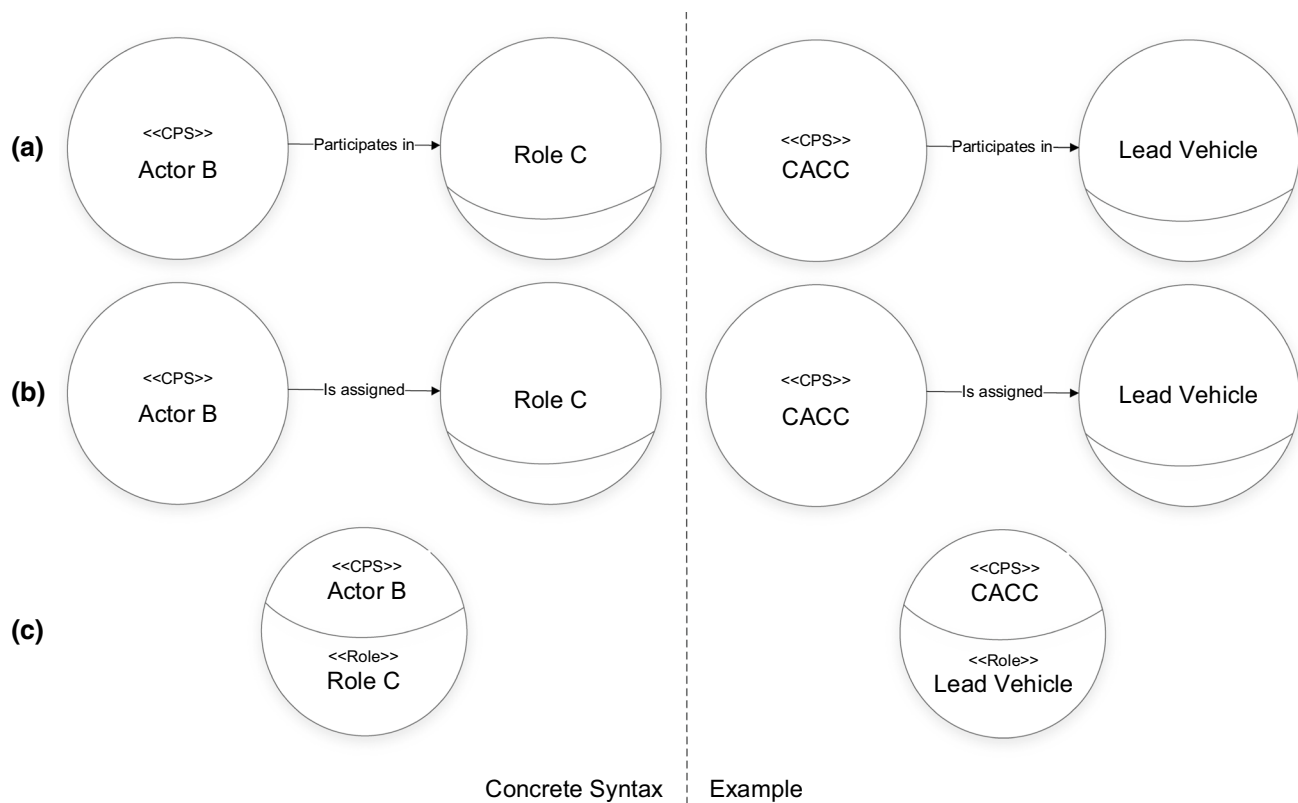 (a)
<<CPS>>
Actor B
Participates in
Role C
<<CPS>>
CACC
Participates in
Lead Vehicle
(b)
<<CPS>>
Actor B
Is assigned
Role C
<<CPS>>
CACC
Is assigned
Lead Vehicle
(c)
<<CPS>>
Actor B
<<Role>>
Role C
<<CPS>>
CACC
<<Role>>
Lead Vehicle
Concrete Syntax
Example